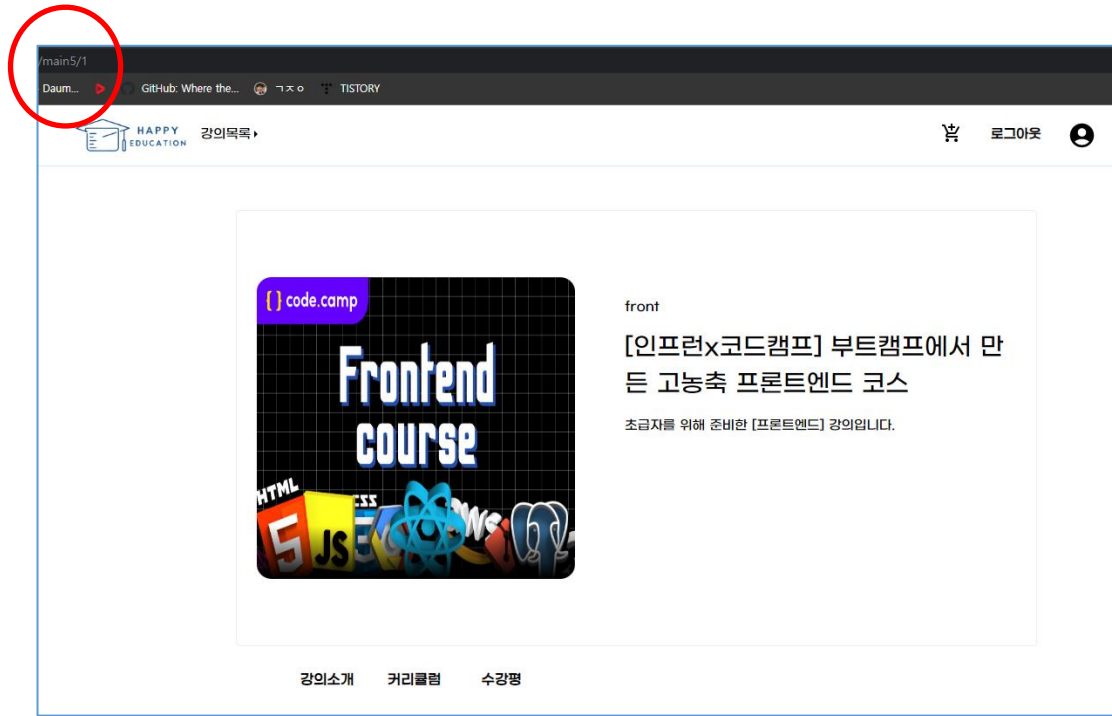 /main5/1
Daum...
GitHub: Where the...
ㄱㅈㅇ
TISTORY
HAPPY
EDUCATION
강의목록
로그아웃
{ } code.camp
Frontend
course
HTML
CSS
5
JS
front
[인프런x코드캠프] 부트캠프에서 만
든 고농축 프론트엔드 코스
초급자를 위해 준비한 [프론트엔드] 강의입니다.
강의소개 커리큘럼 수강평